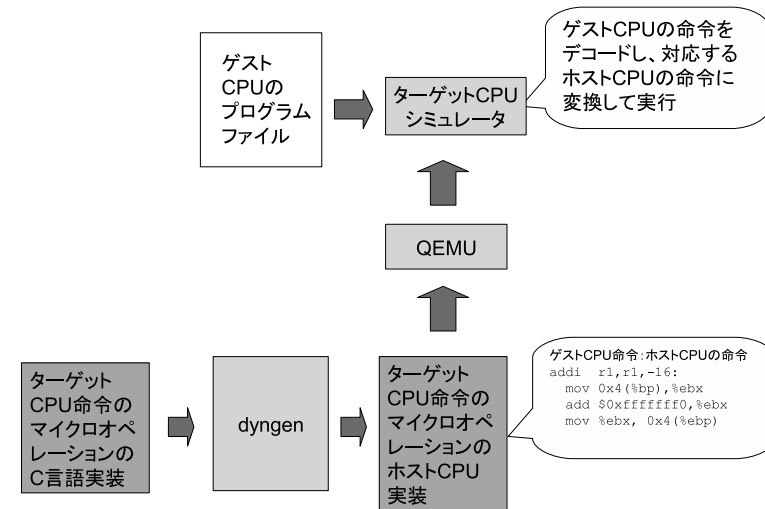 ゲスト
CPUの
プログラム
ファイル
ターゲットCPU
シミュレータ
ゲストCPUの命令を
デコードし、対応する
ホストCPUの命令に
変換して実行
QEMU
ターゲット
CPU命令の
マイクロオペ
レーションの
C言語実装
dyngen
ターゲット
CPU命令の
マイクロオペ
レーションの
ホストCPU
実装
ゲストCPU命令:ホストCPUの命令
addi r1,r1,-16:
mov 0x4(%bp),%ebx
add $0xfffffff0,%ebx
mov %ebx, 0x4(%ebp)